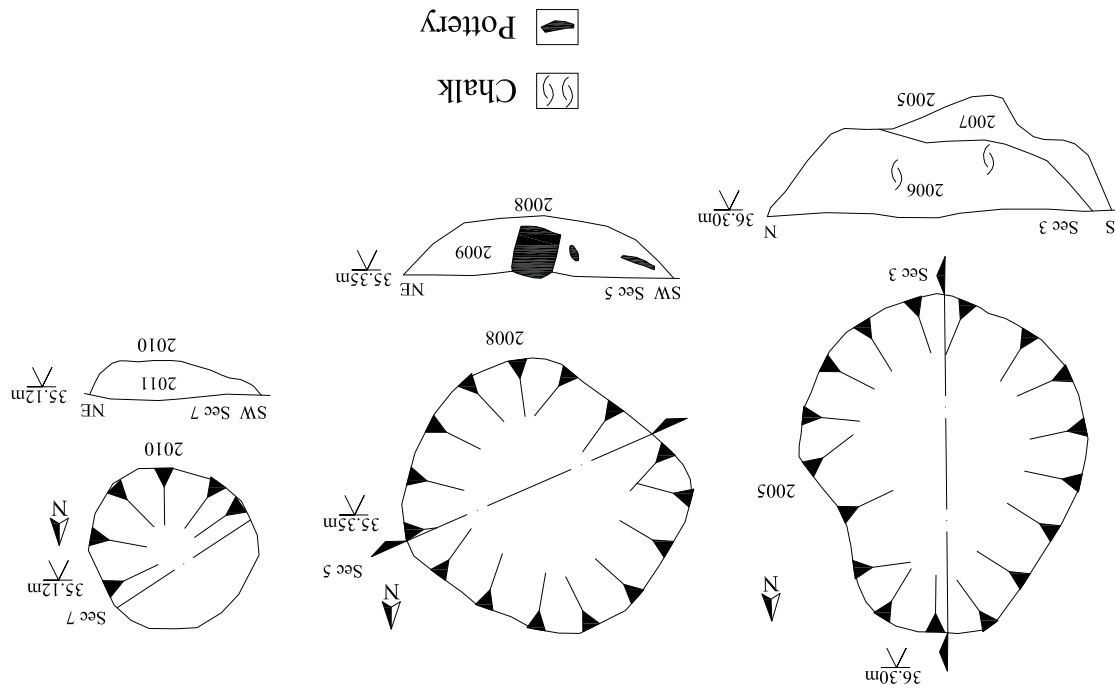 36.30m
N
2005
Sec 3
S Sec 3 N
36.30m
2006
2007
2005
N
Sec 5
35.35m
2008
SW Sec 5 NE
35.35m
2009
2008
Sec 7
35.12m
N
2010
SW Sec 7 NE
35.12m
2011
2010
Chalk
Pottery